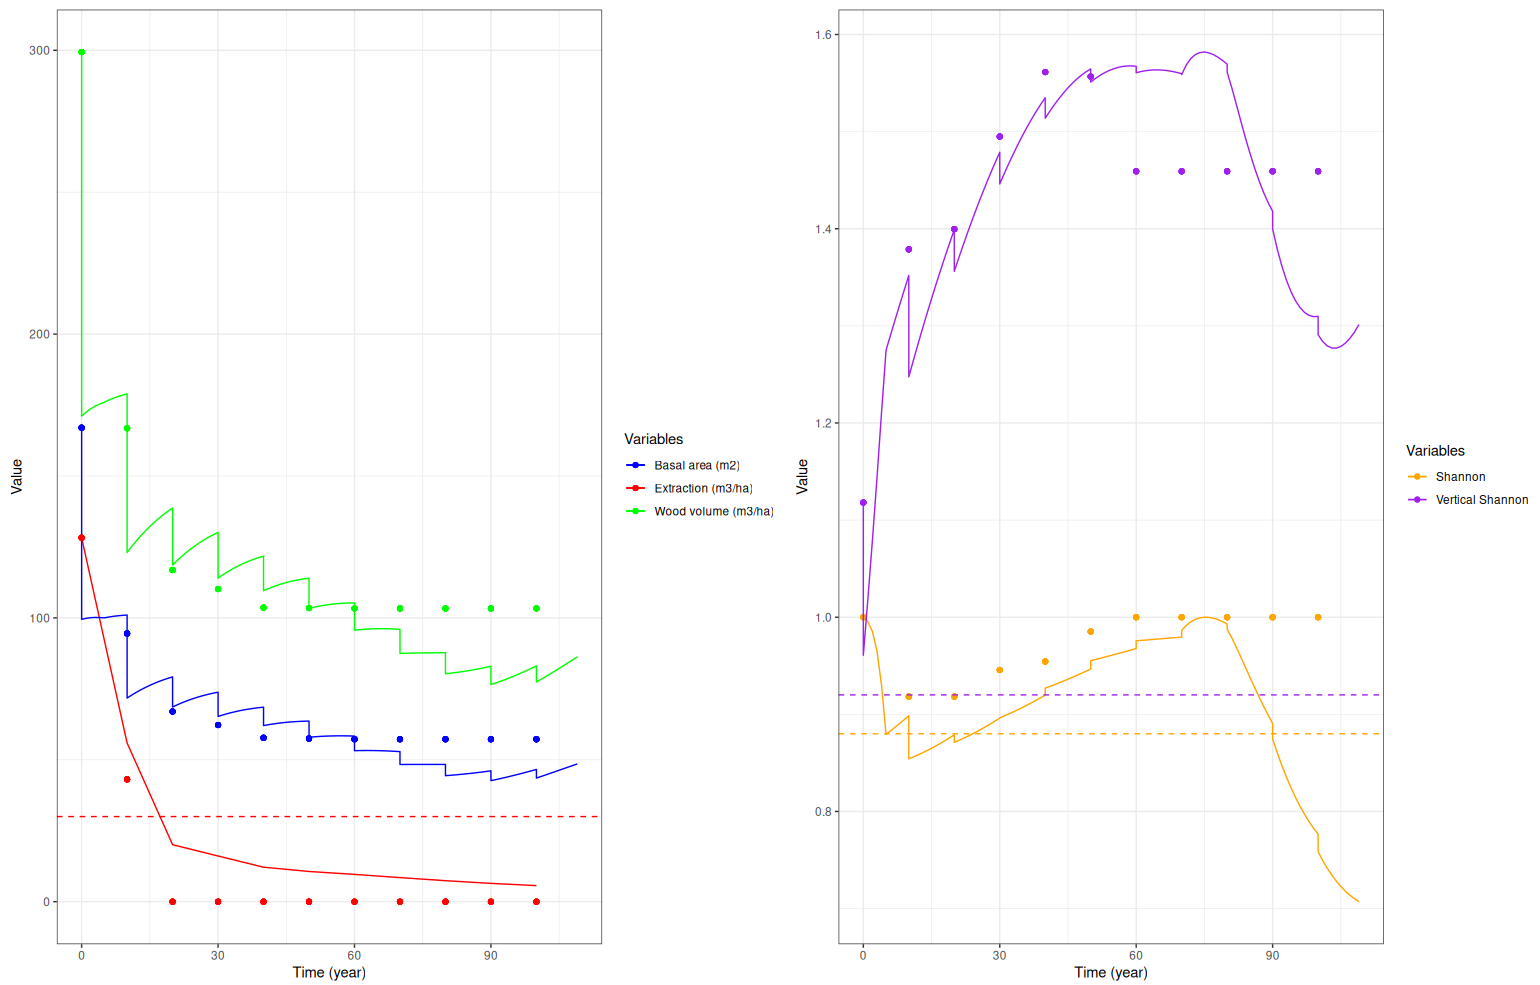 300
200
100
0
Value
0
30
60
90
Time (year)
Variables
Basal area (m2)
Extraction (m3/ha)
Wood volume (m3/ha)
1.6
1.4
1.2
1.0
0.8
Value
0
30
60
90
Time (year)
Variables
Shannon
Vertical Shannon